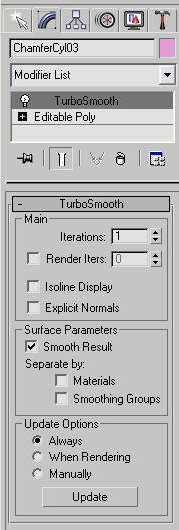 ChamferCyl03
Modifier List
TurboSmooth
Editable Poly
- TurboSmooth
Main
Iterations: 1
Render Iters: 0
Isoline Display
Explicit Normals
Surface Parameters
Smooth Result
Separate by:
Materials
Smoothing Groups
Update Options
Always
When Rendering
Manually
Update